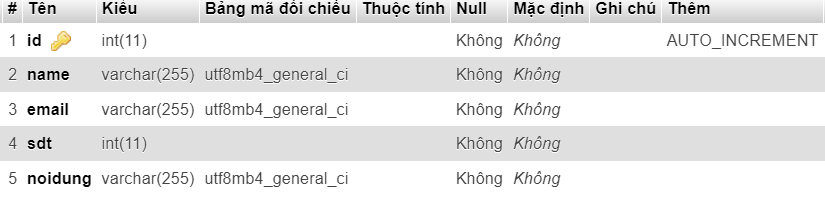 # Tên Kiểu Bảng mã đối chiếu Thuộc tính Null Mặc định Ghi chú Thêm
1 id int(11) Không Không AUTO_INCREMENT
2 name varchar(255) utf8mb4_general_ci Không Không
3 email varchar(255) utf8mb4_general_ci Không Không
4 sdt int(11) Không Không
5 noidung varchar(255) utf8mb4_general_ci Không Không